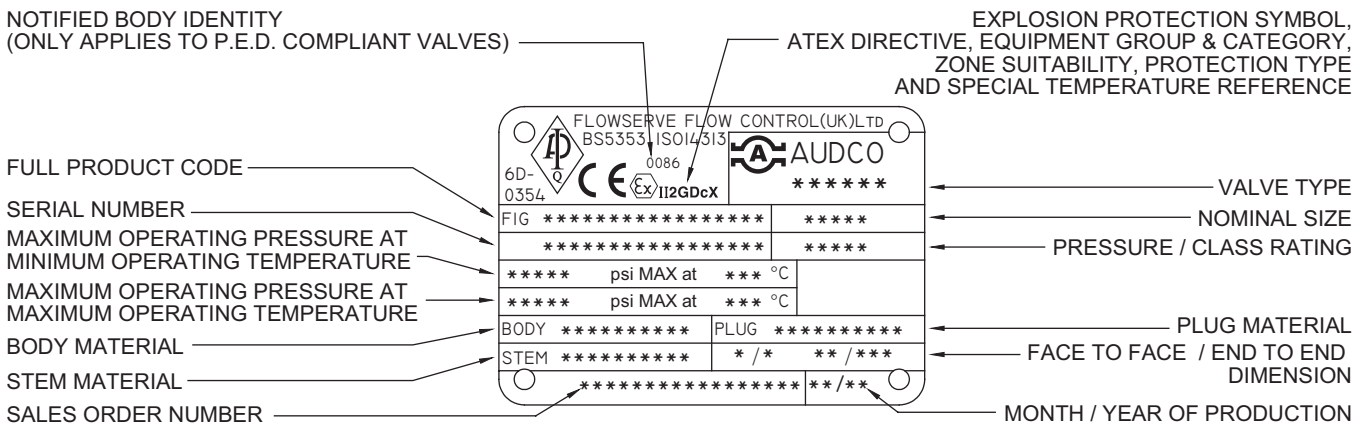 NOTIFIED BODY IDENTITY
(ONLY APPLIES TO P.E.D. COMPLIANT VALVES)
EXPLOSION PROTECTION SYMBOL,
ATEX DIRECTIVE, EQUIPMENT GROUP & CATEGORY,
ZONE SUITABILITY, PROTECTION TYPE
AND SPECIAL TEMPERATURE REFERENCE
FULL PRODUCT CODE
SERIAL NUMBER
MAXIMUM OPERATING PRESSURE AT
MINIMUM OPERATING TEMPERATURE
MAXIMUM OPERATING PRESSURE AT
MAXIMUM OPERATING TEMPERATURE
BODY MATERIAL
STEM MATERIAL
SALES ORDER NUMBER
FLOWSERVE FLOW CONTROL(UK)LTD
BS5353 ISO14313
API
Q
6D-
0354
CE
0086
Ex II2GDcX
A AUDCO
******
FIG ***************** *****
***************** *****
***** psi MAX at *** °C
***** psi MAX at *** °C
BODY ********** PLUG **********
STEM ********** */* **/***
***************** **/**
VALVE TYPE
NOMINAL SIZE
PRESSURE / CLASS RATING
PLUG MATERIAL
FACE TO FACE / END TO END
DIMENSION
MONTH / YEAR OF PRODUCTION